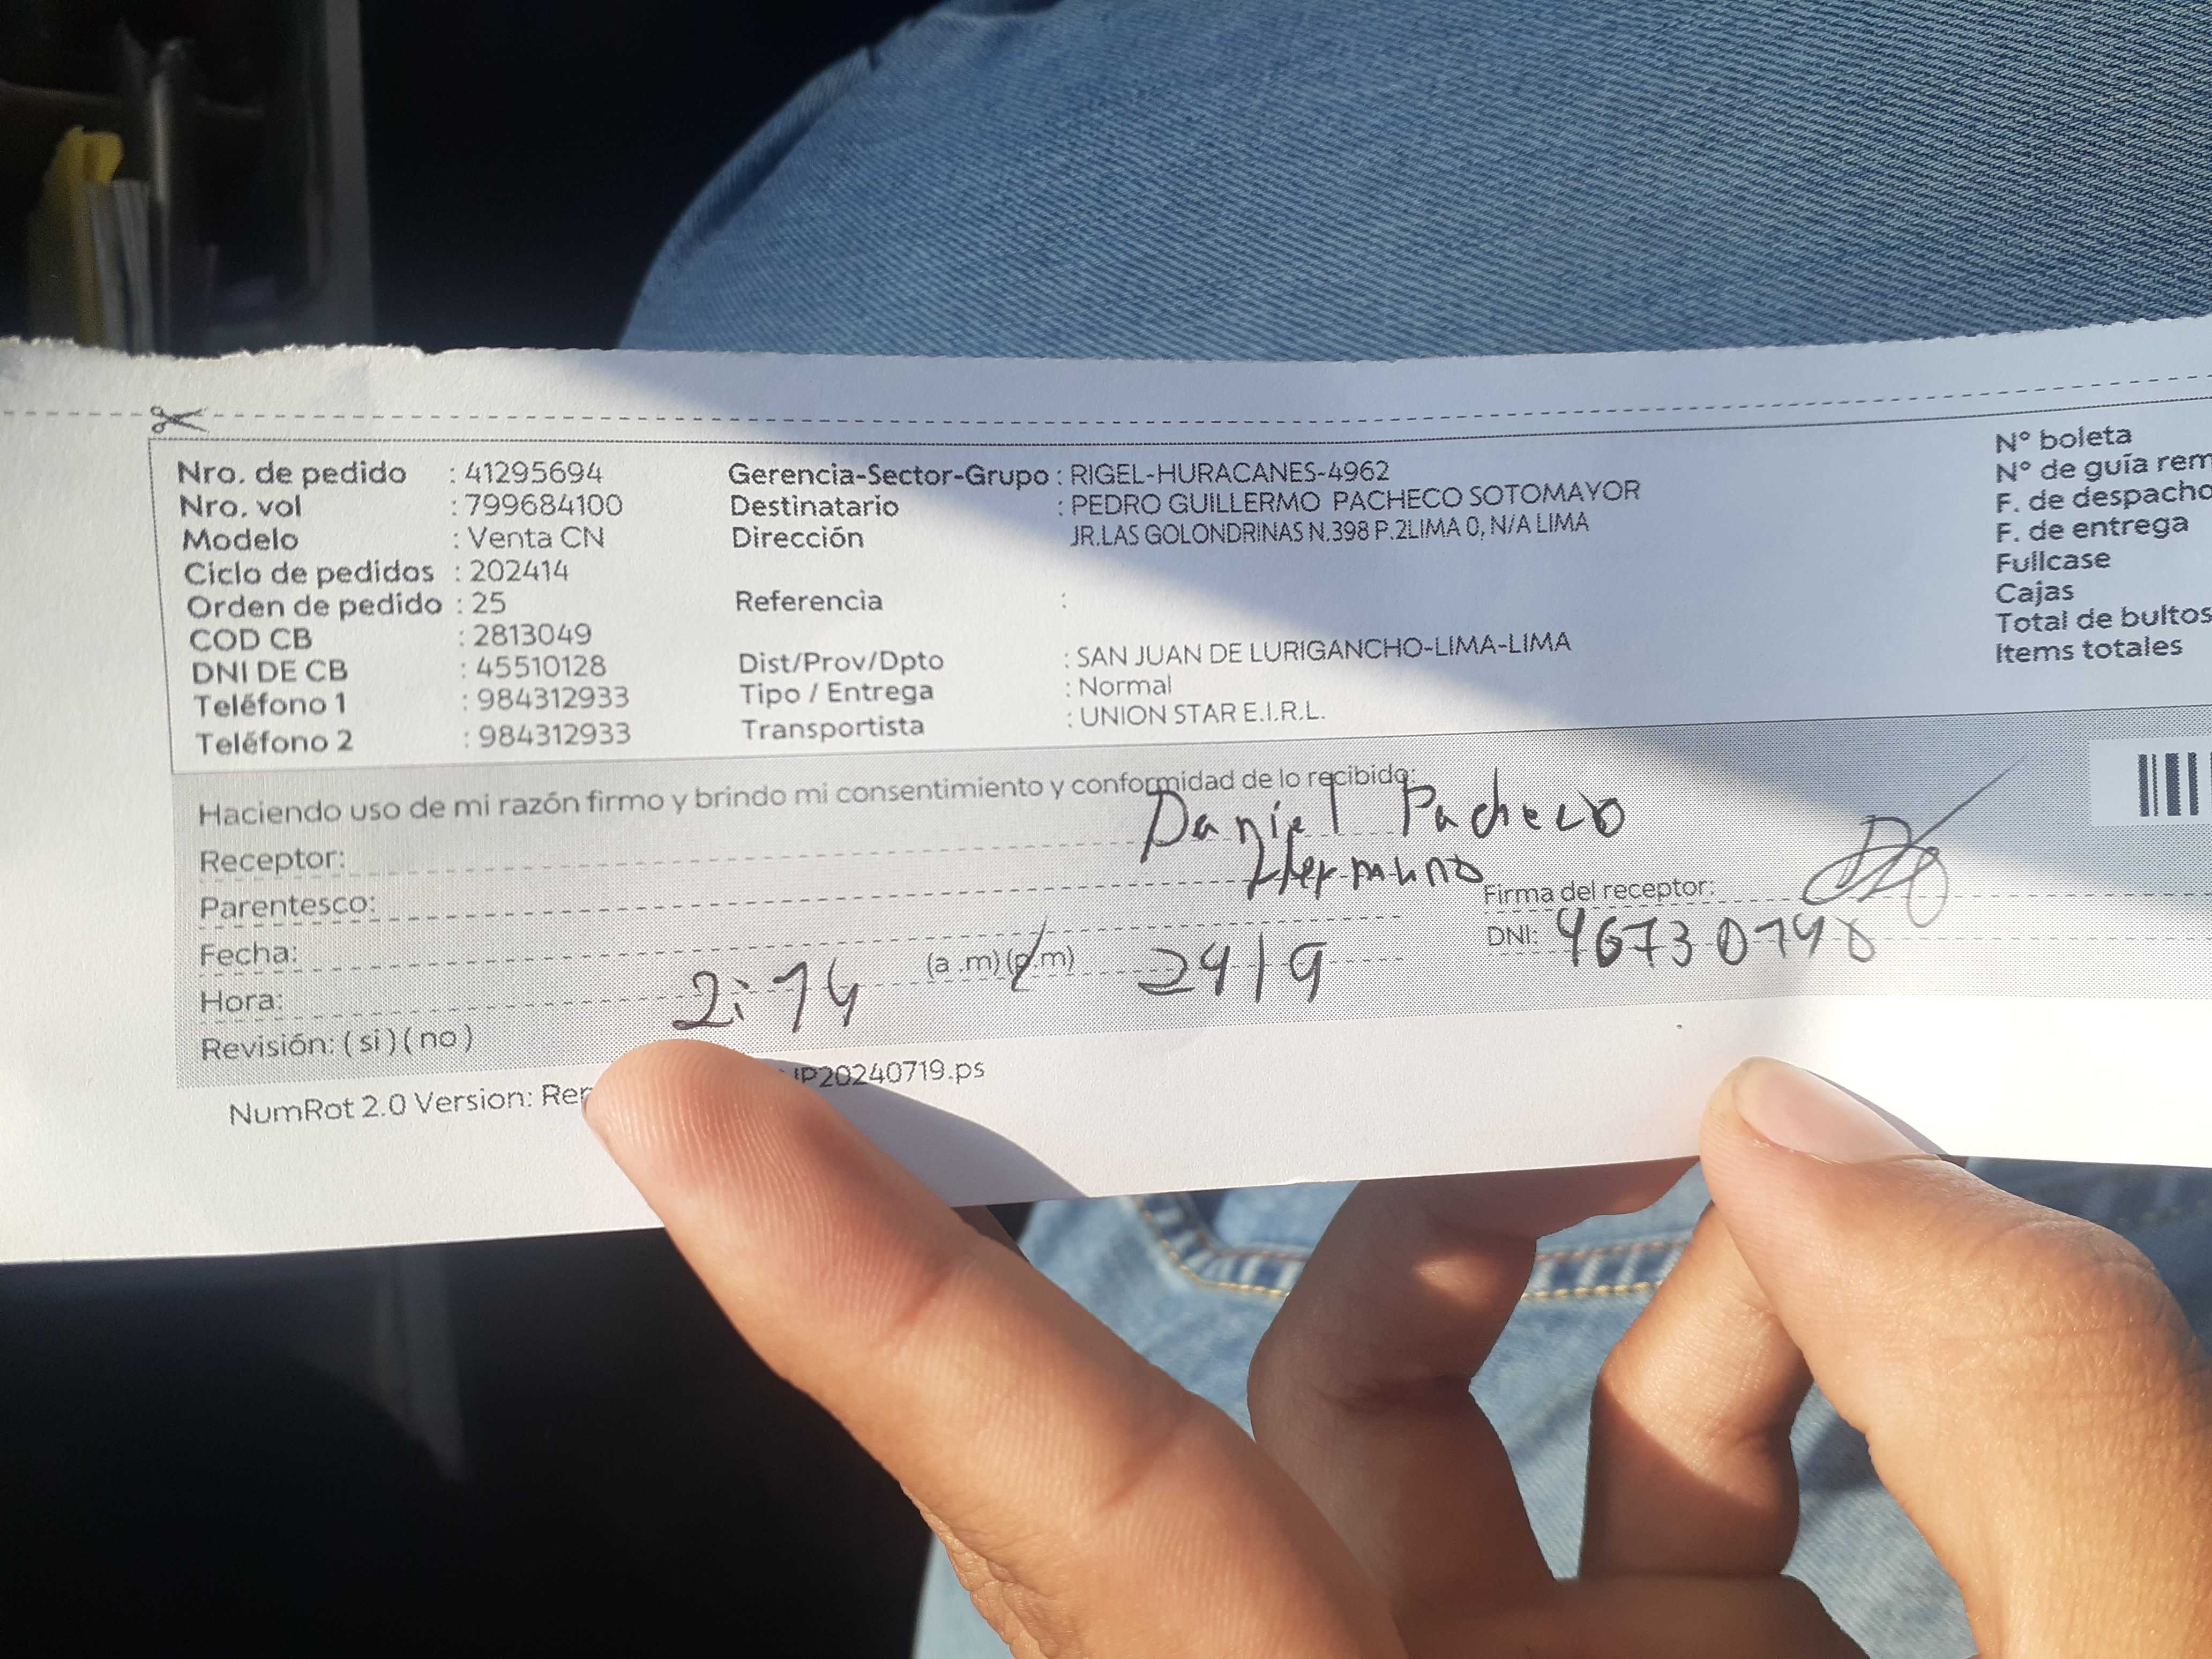 Nro. de pedido : 41295694
Nro. vol : 799684100
Modelo : Venta CN
Ciclo de pedidos : 202414
Orden de pedido : 25
COD CB : 2813049
DNI DE CB : 45510128
Teléfono 1 : 984312933
Teléfono 2 : 984312933
Gerencia-Sector-Grupo : RIGEL-HURACANES-4962
Destinatario : PEDRO GUILLERMO PACHECO SOTOMAYOR
Dirección JR.LAS GOLONDRINAS N.398 P.2LIMA 0, N/A LIMA
Referencia :
Dist/Prov/Dpto : SAN JUAN DE LURIGANCHO-LIMA-LIMA
Tipo / Entrega : Normal
Transportista : UNION STAR E.I.R.L.
N° boleta
N° de guía rem
F. de despacho
F. de entrega
Fullcase
Cajas
Total de bultos
Items totales
Haciendo uso de mi razón firmo y brindo mi consentimiento y conformidad de lo recibido:
Receptor: Daniel Pacheco
Parentesco: Hermano
Firma del receptor:
Fecha: 24/9
DNI: 46730748
Hora: 2:14 (a .m) (p.m)
Revisión: ( si ) ( no )
NumRot 2.0 Version: Rep IP20240719.ps